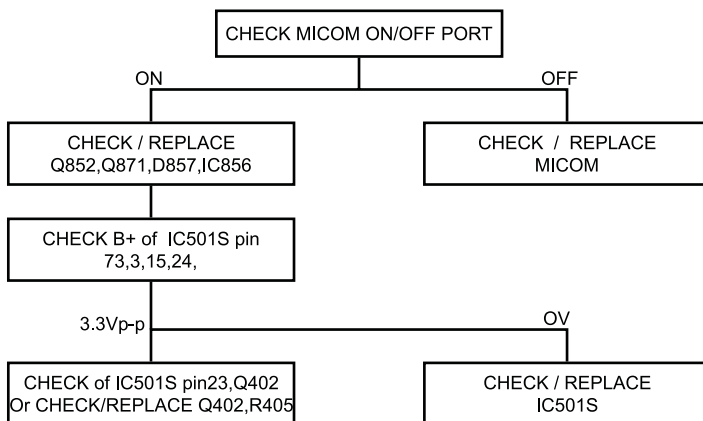 CHECK MICOM ON/OFF PORT
ON
OFF
CHECK / REPLACE
Q852,Q871,D857,IC856
CHECK / REPLACE
MICOM
CHECK B+ of IC501S pin
73,3,15,24,
3.3Vp-p
OV
CHECK of IC501S pin23,Q402
Or CHECK/REPLACE Q402,R405
CHECK / REPLACE
IC501S